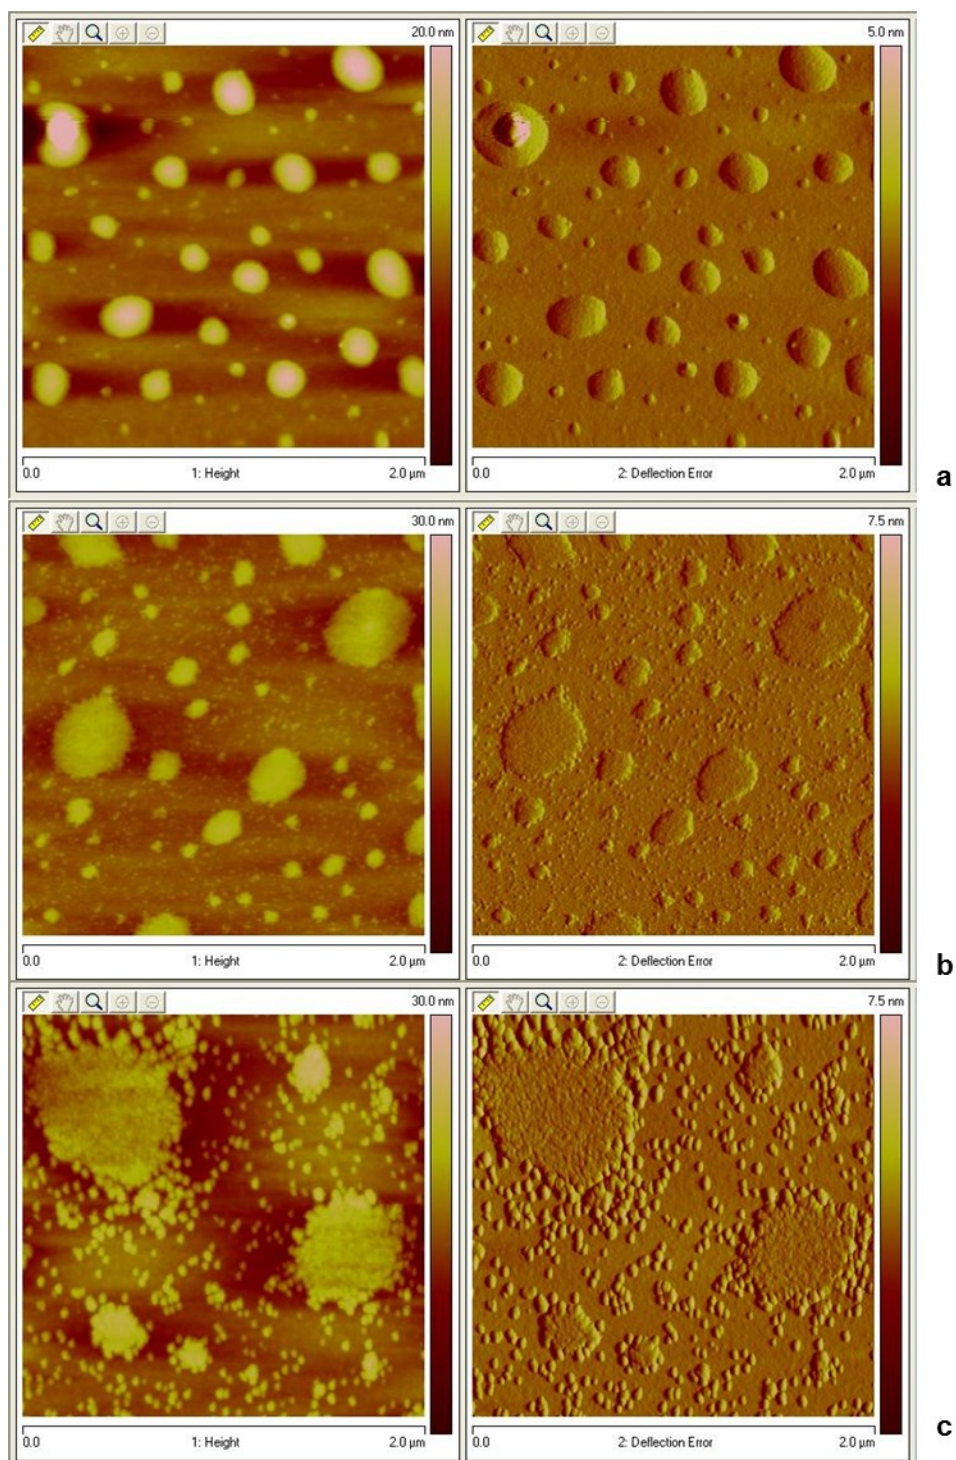 20.0 nm
5.0 nm
0.0 1: Height 2.0 µm
0.0 2: Deflection Error 2.0 µm
a
30.0 nm
7.5 nm
0.0 1: Height 2.0 µm
0.0 2: Deflection Error 2.0 µm
b
30.0 nm
7.5 nm
0.0 1: Height 2.0 µm
0.0 2: Deflection Error 2.0 µm
c